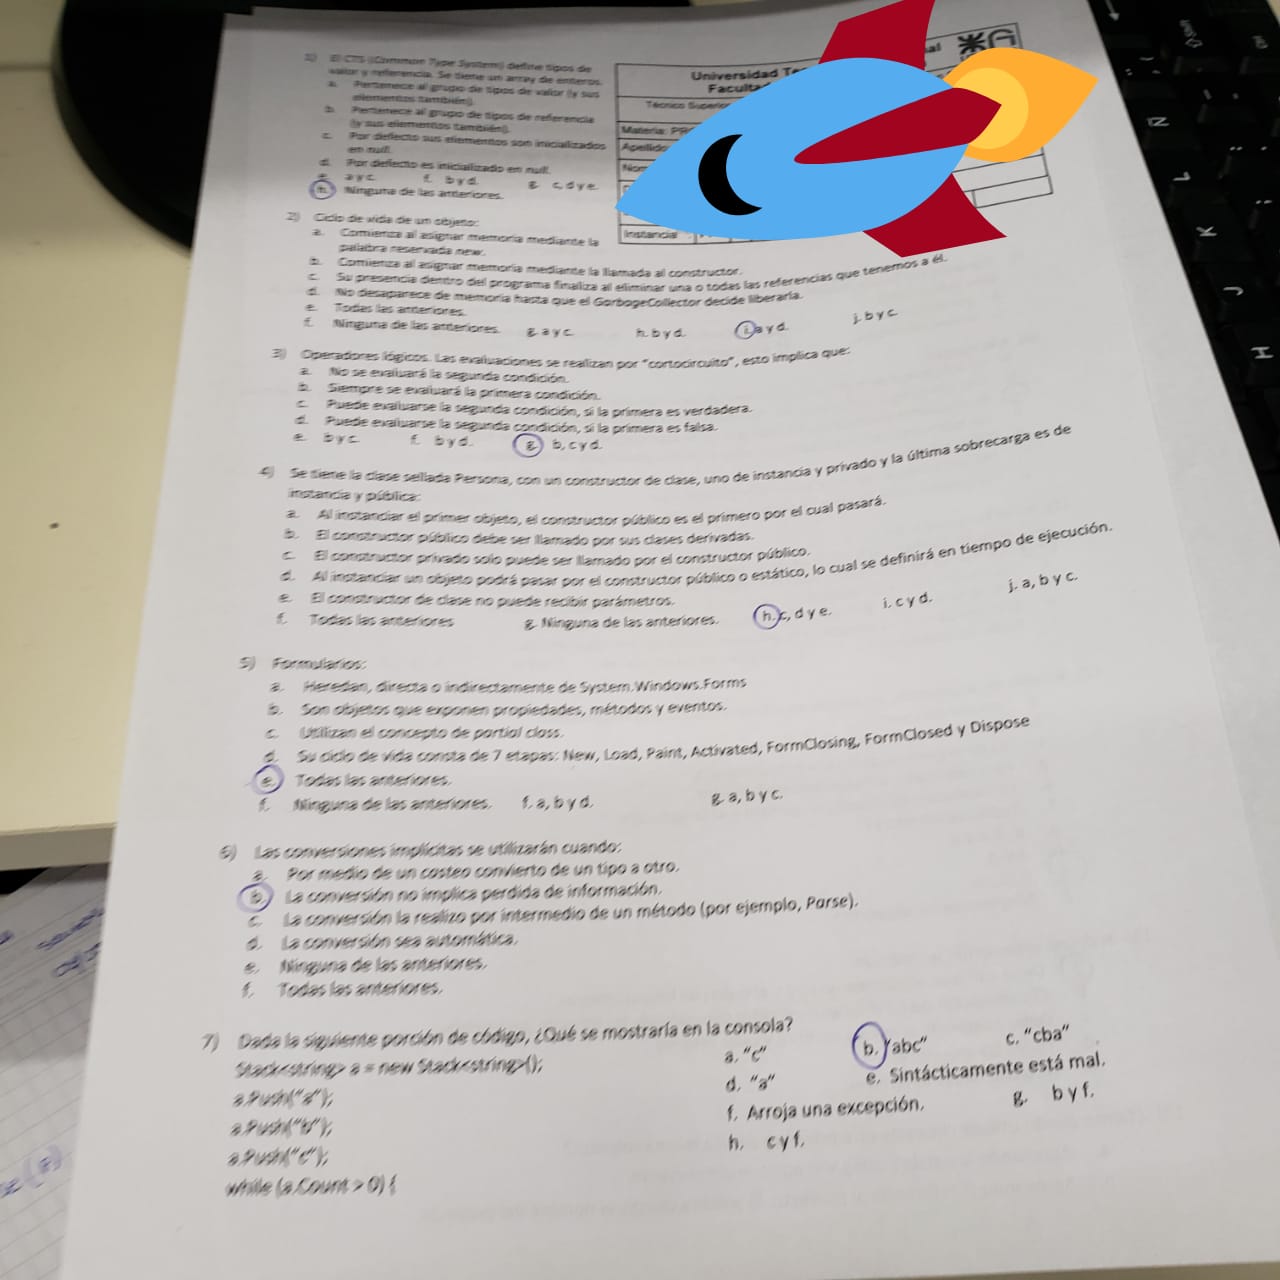 1) El CTS (Common Type System) define tipos de
valor y referencia. Se tiene un array de enteros.
a. Pertenece al grupo de tipos de valor (y sus
elementos también).
b. Pertenece al grupo de tipos de referencia
(y sus elementos también).
c. Por defecto sus elementos son inicializados
en null.
d. Por defecto es inicializado en null.
e. a y c. f. b y d. g. c, d y e.
h. Ninguna de las anteriores.
Universidad
Técnico Superior
Materia:
Instancia
2) Ciclo de vida de un objeto:
a. Comienza al asignar memoria mediante la
palabra reservada new.
b. Comienza al asignar memoria mediante la llamada al constructor.
c. Su presencia dentro del programa finaliza al eliminar una o todas las referencias que tenemos a él.
d. No desaparece de memoria hasta que el GarbageCollector decide liberarla.
e. Todas las anteriores.
f. Ninguna de las anteriores. g. a y c. h. b y d. i. a y d. j. b y c.
3) Operadores lógicos. Las evaluaciones se realizan por "cortocircuito", esto implica que:
a. No se evaluará la segunda condición.
b. Siempre se evaluará la primera condición.
c. Puede evaluarse la segunda condición, si la primera es verdadera.
d. Puede evaluarse la segunda condición, si la primera es falsa.
e. b y c. f. b y d. g. b, c y d.
4) Se tiene la clase sellada Persona, con un constructor de clase, uno de instancia y privado y la última sobrecarga es de
instancia y pública:
a. Al instanciar el primer objeto, el constructor público es el primero por el cual pasará.
b. El constructor público debe ser llamado por sus clases derivadas.
c. El constructor privado solo puede ser llamado por el constructor público.
d. Al instanciar un objeto podrá pasar por el constructor público o estático, lo cual se definirá en tiempo de ejecución.
e. El constructor de clase no puede recibir parámetros.
f. Todas las anteriores g. Ninguna de las anteriores. h. c, d y e. i. c y d. j. a, b y c.
5) Formularios:
a. Heredan, directa o indirectamente de System.Windows.Forms
b. Son objetos que exponen propiedades, métodos y eventos.
c. Utilizan el concepto de partial class.
d. Su ciclo de vida consta de 7 etapas: New, Load, Paint, Activated, FormClosing, FormClosed y Dispose
e. Todas las anteriores.
f. Ninguna de las anteriores. f. a, b y d. g. a, b y c.
6) Las conversiones implícitas se utilizarán cuando:
a. Por medio de un casteo convierto de un tipo a otro.
b. La conversión no implica perdida de información.
c. La conversión la realizo por intermedio de un método (por ejemplo, Parse).
d. La conversión sea automática.
e. Ninguna de las anteriores.
f. Todas las anteriores.
7) Dada la siguiente porción de código, ¿Qué se mostraría en la consola?
Stack<string> a = new Stack<string>();
a.Push("a");
a.Push("b");
a.Push("c");
while (a.Count > 0) {
a. "c" b. "abc" c. "cba"
d. "a" e. Sintácticamente está mal.
f. Arroja una excepción. g. b y f.
h. c y f.